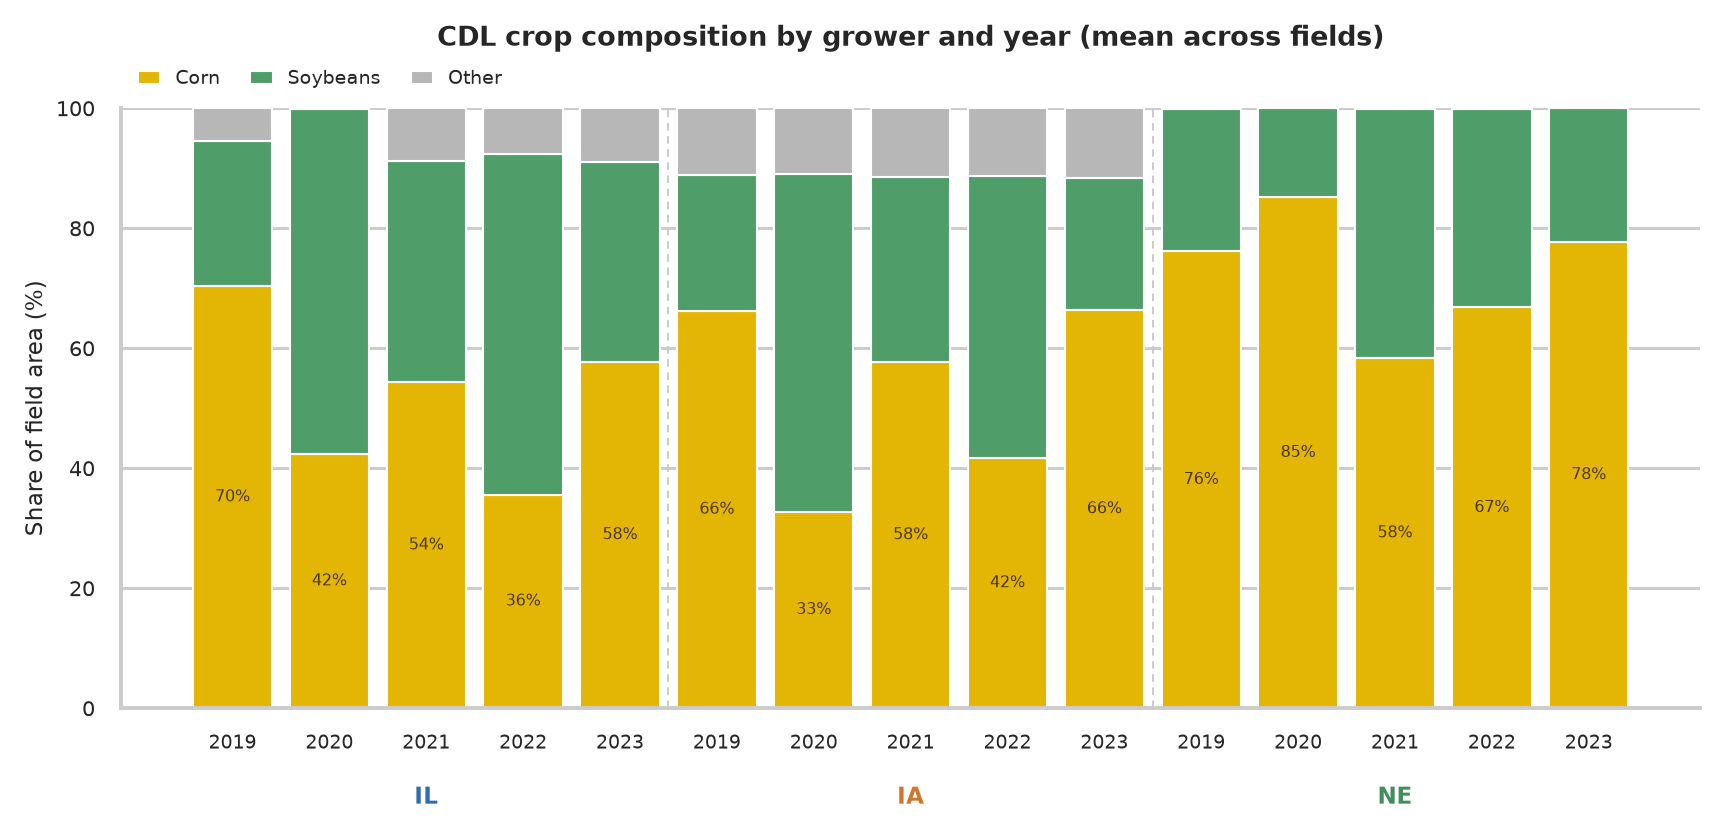 CDL crop composition by grower and year (mean across fields)
Corn Soybeans Other
Share of field area (%)
100
80
60
40
20
0
70% 42% 54% 36% 58% 66% 33% 58% 42% 66% 76% 85% 58% 67% 78%
2019 2020 2021 2022 2023 2019 2020 2021 2022 2023 2019 2020 2021 2022 2023
IL IA NE